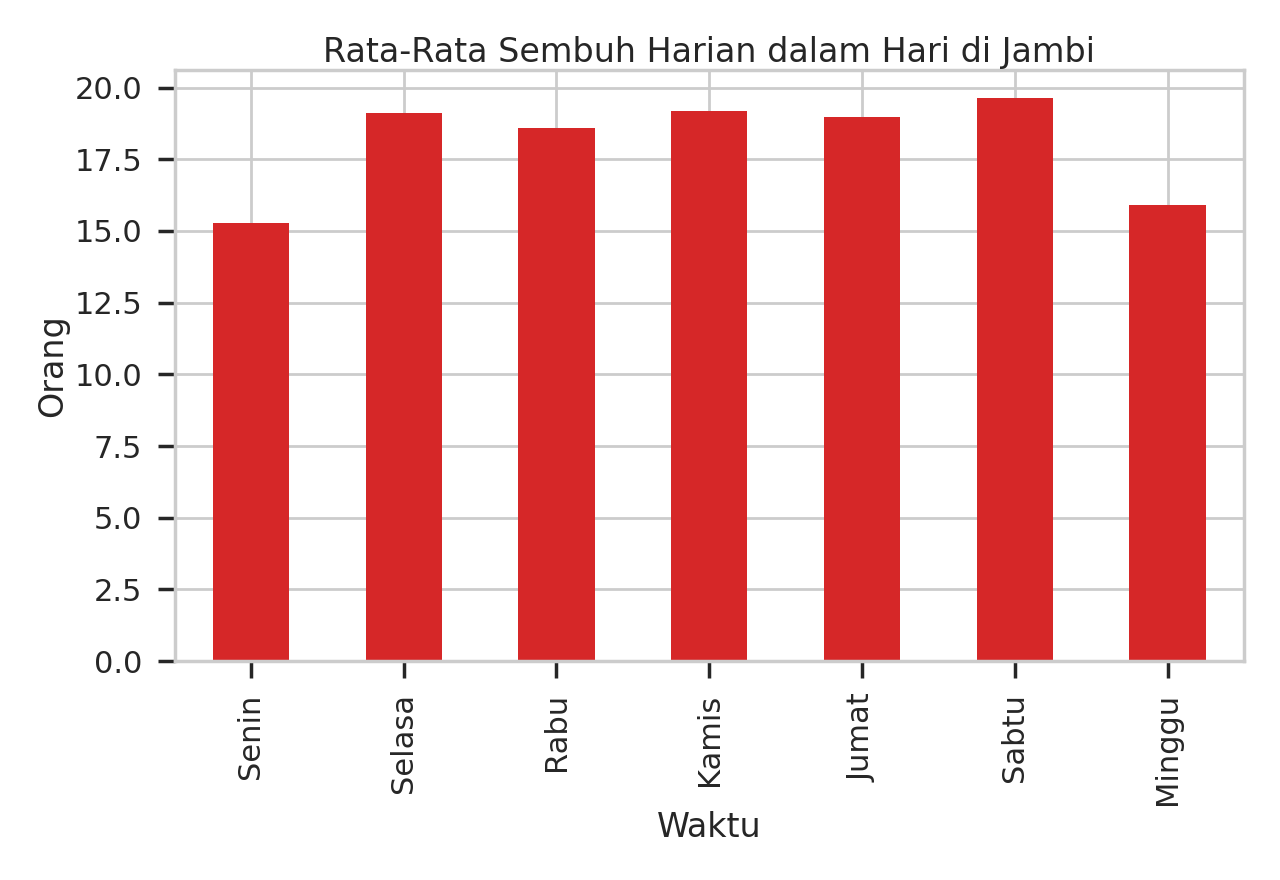 Rata-Rata Sembuh Harian dalam Hari di Jambi
20.0
17.5
15.0
12.5
10.0
7.5
5.0
2.5
0.0
Orang
Senin
Selasa
Rabu
Kamis
Jumat
Sabtu
Minggu
Waktu